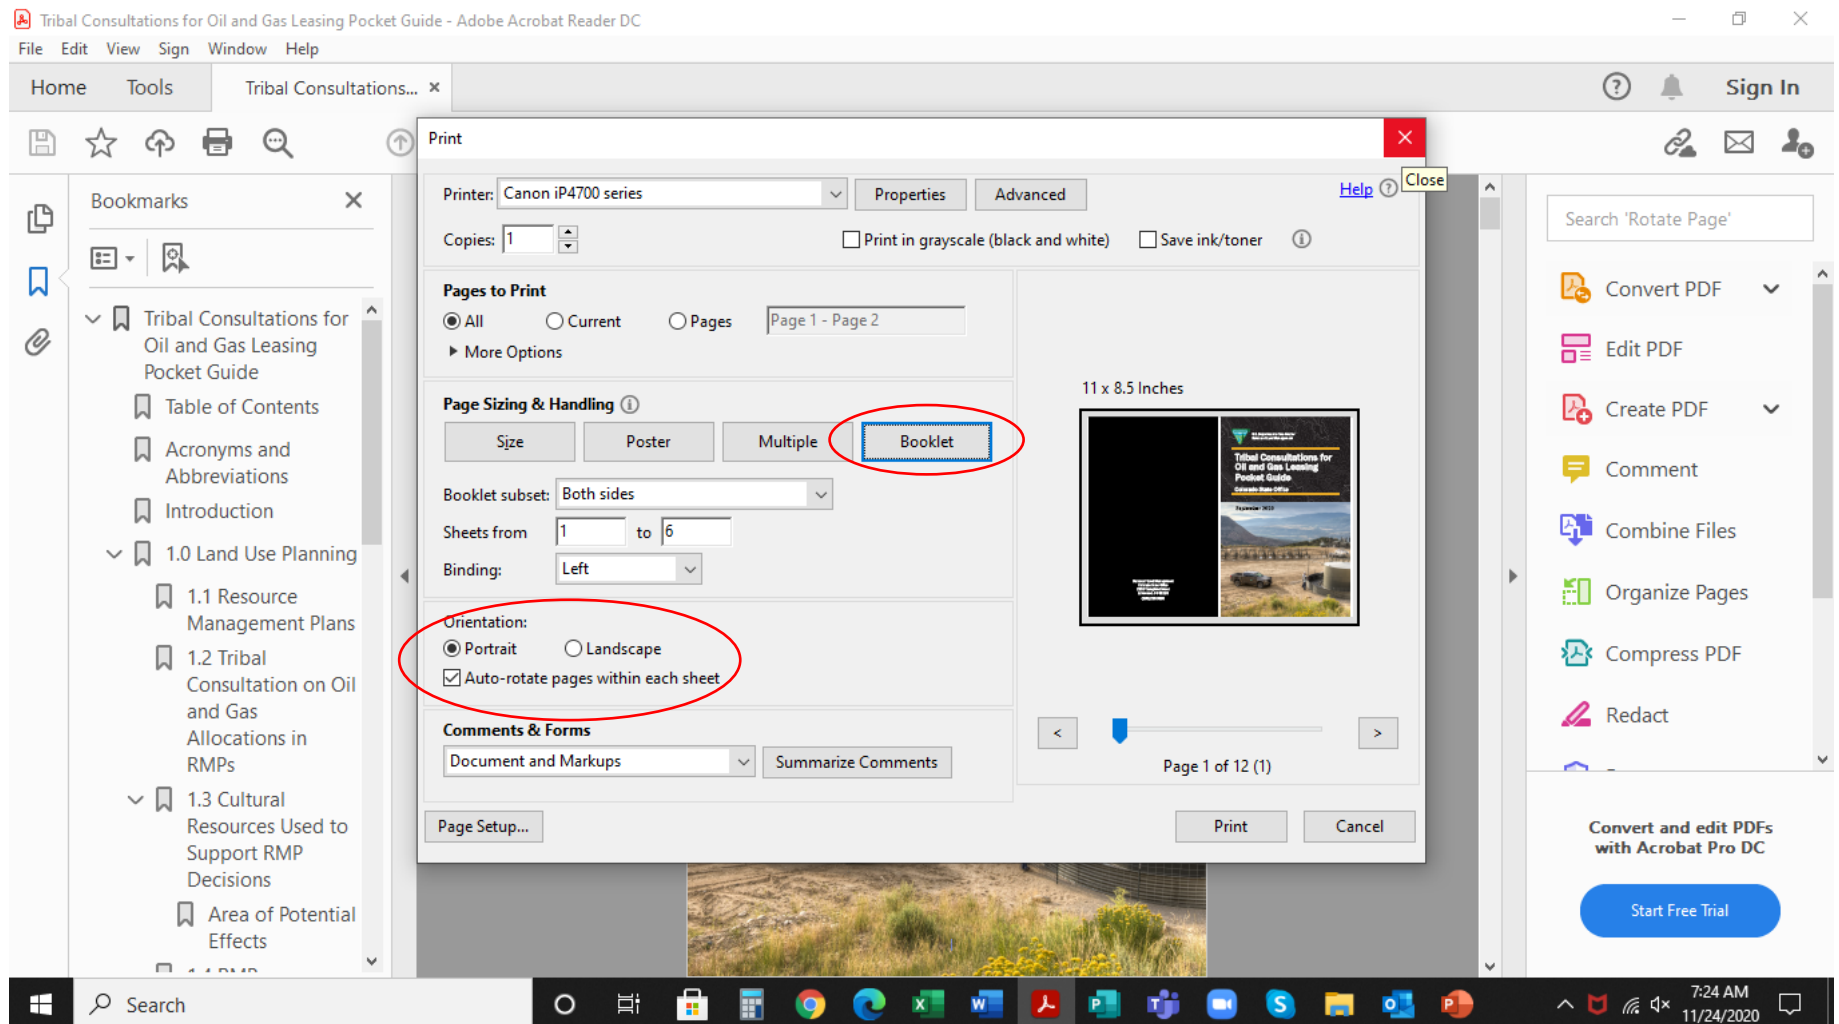 Tribal Consultations for Oil and Gas Leasing Pocket Guide - Adobe Acrobat Reader DC
File Edit View Sign Window Help
Home Tools Tribal Consultations... ×
Sign In
Print
Close
Bookmarks
Tribal Consultations for
Oil and Gas Leasing
Pocket Guide
Table of Contents
Acronyms and
Abbreviations
Introduction
1.0 Land Use Planning
1.1 Resource
Management Plans
1.2 Tribal
Consultation on Oil
and Gas
Allocations in
RMPs
1.3 Cultural
Resources Used to
Support RMP
Decisions
Area of Potential
Effects
Printer: Canon iP4700 series Properties Advanced Help
Copies: 1 Print in grayscale (black and white) Save ink/toner
Pages to Print
All Current Pages Page 1 - Page 2
More Options
Page Sizing & Handling
Size Poster Multiple Booklet
Booklet subset: Both sides
Sheets from 1 to 6
Binding: Left
Orientation:
Portrait Landscape
Auto-rotate pages within each sheet
Comments & Forms
Document and Markups Summarize Comments
Page Setup...
11 x 8.5 Inches
Tribal Consultations for
Oil and Gas Leasing
Pocket Guide
Colorado State Office
< >
Page 1 of 12 (1)
Print Cancel
Search 'Rotate Page'
Convert PDF
Edit PDF
Create PDF
Comment
Combine Files
Organize Pages
Compress PDF
Redact
Convert and edit PDFs
with Acrobat Pro DC
Start Free Trial
Search
7:24 AM
11/24/2020